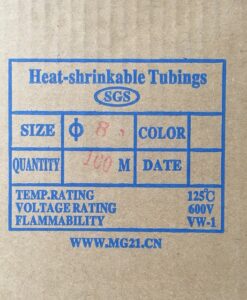 Heat-shrinkable Tubings
SGS
SIZE Φ 8 COLOR
QUANTITY 100 M DATE
TEMP.RATING 125℃
VOLTAGE RATING 600V
FLAMMABILITY VW-1
WWW.MG21.CN